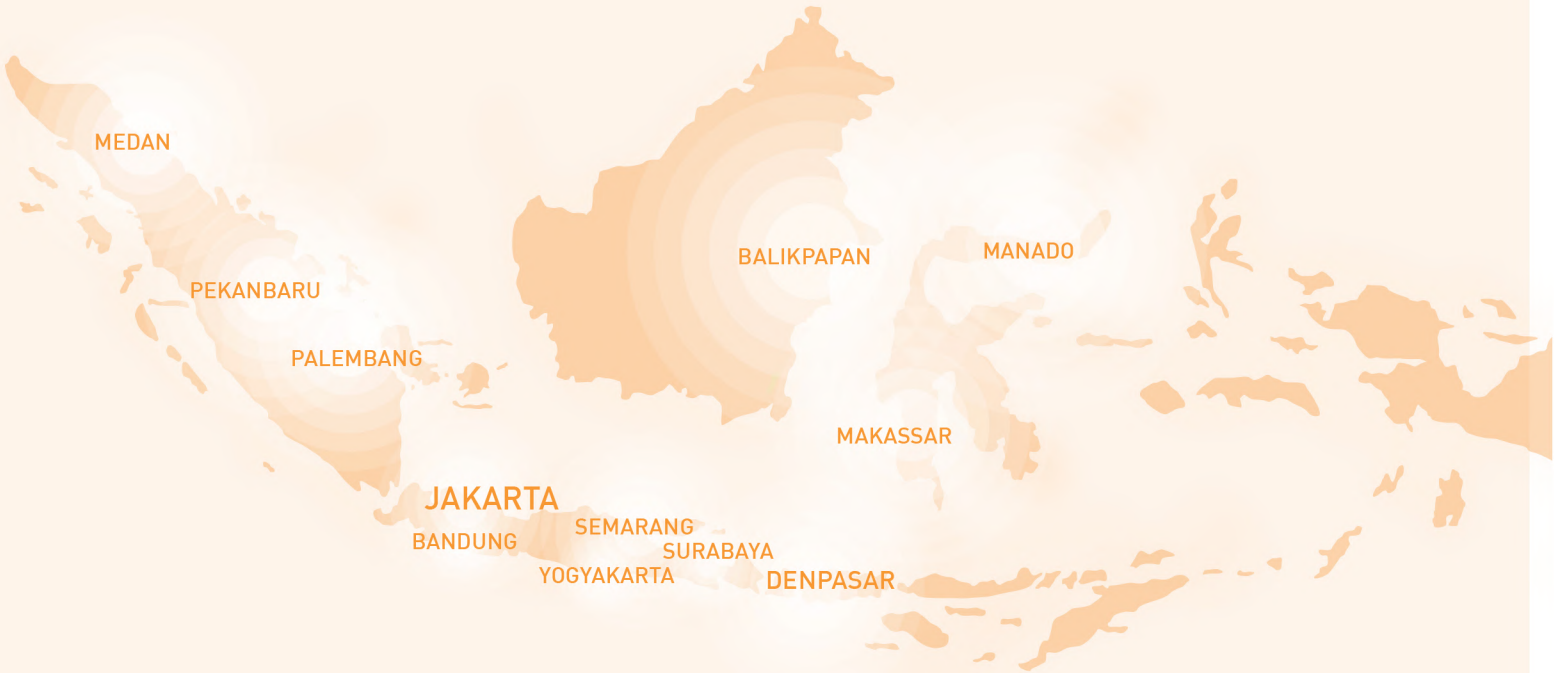 MEDAN
BALIKPAPAN
MANADO
PEKANBARU
PALEMBANG
MAKASSAR
JAKARTA
SEMARANG
BANDUNG
SURABAYA
YOGYAKARTA
DENPASAR